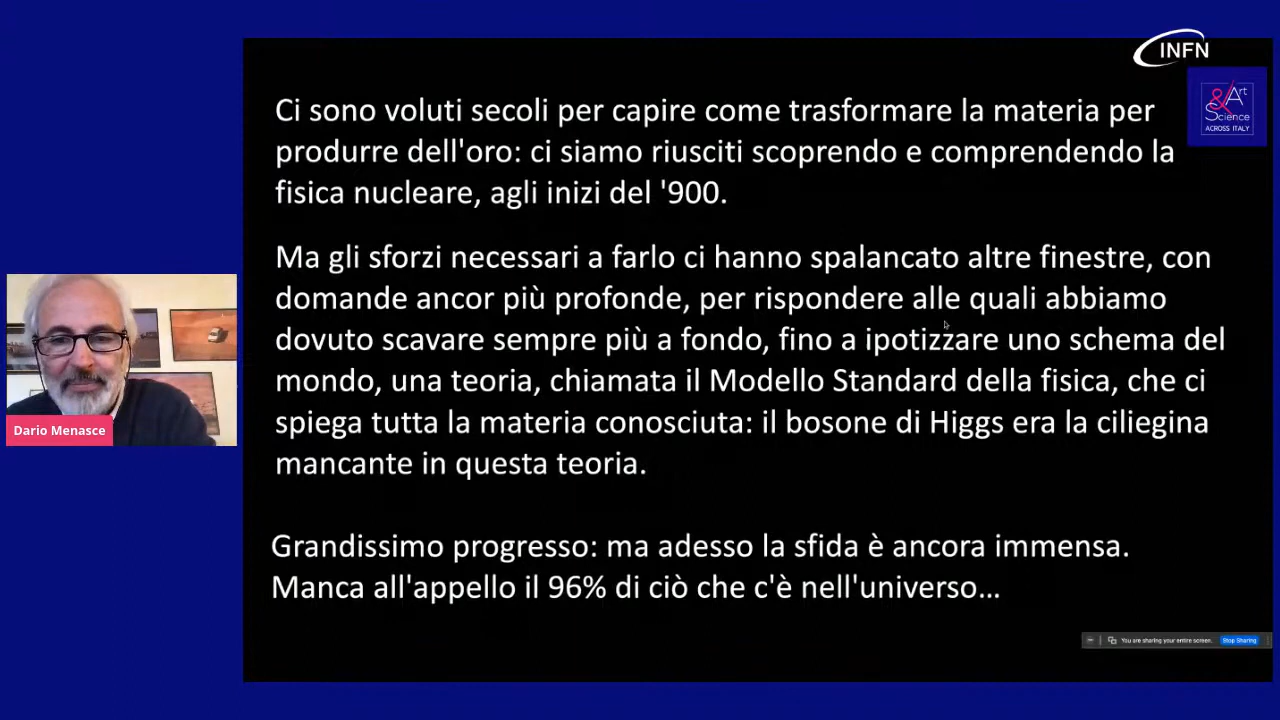 INFN
Art
&
Science
ACROSS ITALY
Ci sono voluti secoli per capire come trasformare la materia per
produrre dell'oro: ci siamo riusciti scoprendo e comprendendo la
fisica nucleare, agli inizi del '900.
Ma gli sforzi necessari a farlo ci hanno spalancato altre finestre, con
domande ancor più profonde, per rispondere alle quali abbiamo
dovuto scavare sempre più a fondo, fino a ipotizzare uno schema del
mondo, una teoria, chiamata il Modello Standard della fisica, che ci
spiega tutta la materia conosciuta: il bosone di Higgs era la ciliegina
mancante in questa teoria.
Grandissimo progresso: ma adesso la sfida è ancora immensa.
Manca all'appello il 96% di ciò che c'è nell'universo...
Dario Menasce
You are sharing your entire screen. Stop Sharing